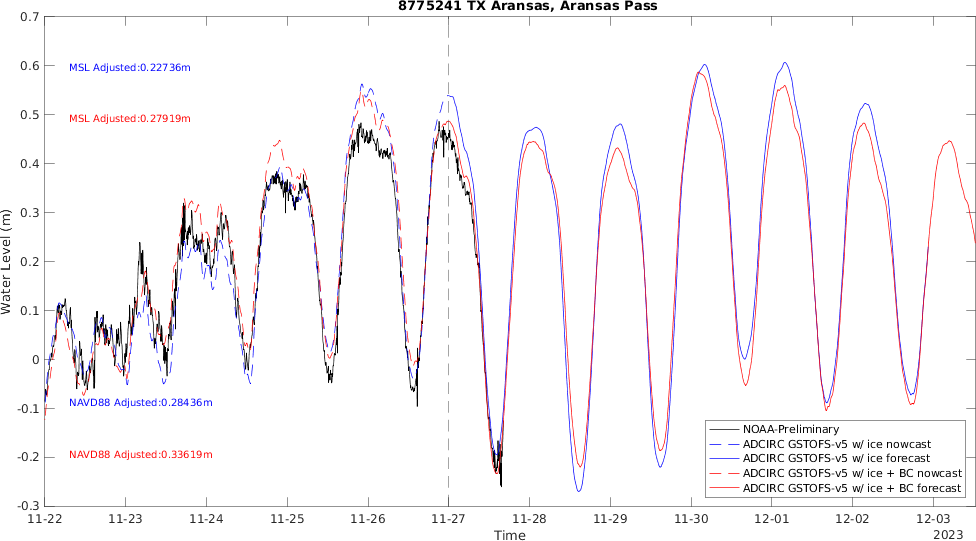 8775241 TX Aransas, Aransas Pass
0.7
0.6
0.5
0.4
0.3
0.2
0.1
0
-0.1
-0.2
-0.3
Water Level (m)
MSL Adjusted:0.22736m
MSL Adjusted:0.27919m
NAVD88 Adjusted:0.28436m
NAVD88 Adjusted:0.33619m
NOAA-Preliminary
ADCIRC GSTOFS-v5 w/ ice nowcast
ADCIRC GSTOFS-v5 w/ ice forecast
ADCIRC GSTOFS-v5 w/ ice + BC nowcast
ADCIRC GSTOFS-v5 w/ ice + BC forecast
11-22 11-23 11-24 11-25 11-26 11-27 11-28 11-29 11-30 12-01 12-02 12-03
Time
2023